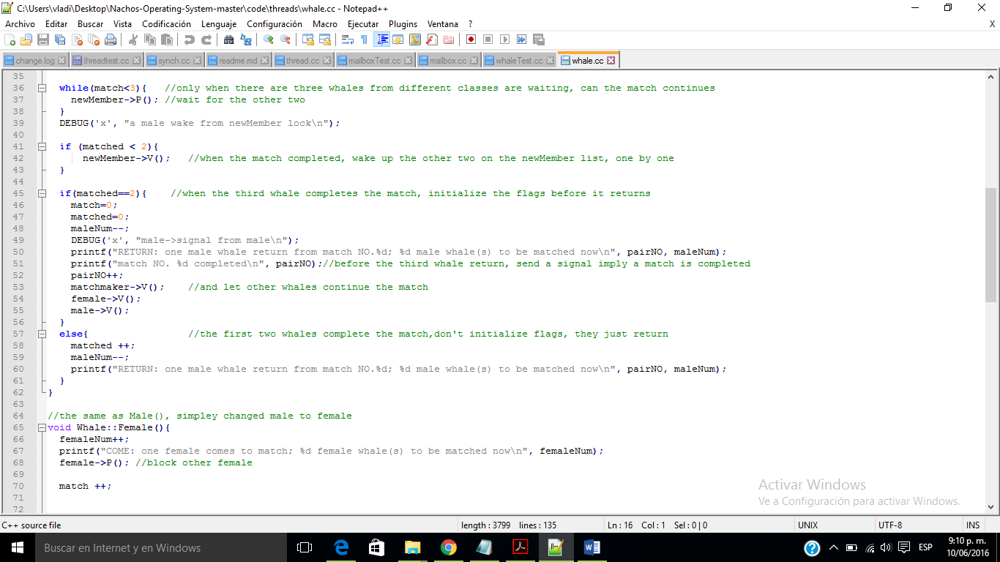 C:\Users\vladi\Desktop\Nachos-Operating-System-master\code\threads\whale.cc - Notepad++
Archivo Editar Buscar Vista Codificación Lenguaje Configuración Macro Ejecutar Plugins Ventana ? X
change.log threadtest.cc synch.cc readme.md thread.cc mailboxTest.cc mailbox.cc whaleTest.cc whale.cc
35
36 while(match<3){ //only when there are three whales from different classes are waiting, can the match continues
37 newMember->P(); //wait for the other two
38 }
39 DEBUG('x', "a male wake from newMember lock\n");
40
41 if (matched < 2){
42 newMember->V(); //when the match completed, wake up the other two on the newMember list, one by one
43 }
44
45 if(matched==2){ //when the third whale completes the match, initialize the flags before it returns
46 match=0;
47 matched=0;
48 maleNum--;
49 DEBUG('x', "male->signal from male\n");
50 printf("RETURN: one male whale return from match NO.%d; %d male whale(s) to be matched now\n", pairNO, maleNum);
51 printf("match NO. %d completed\n", pairNO);//before the third whale return, send a signal imply a match is completed
52 pairNO++;
53 matchmaker->V(); //and let other whales continue the match
54 female->V();
55 male->V();
56 }
57 else{ //the first two whales complete the match,don't initialize flags, they just return
58 matched ++;
59 maleNum--;
60 printf("RETURN: one male whale return from match NO.%d; %d male whale(s) to be matched now\n", pairNO, maleNum);
61 }
62 }
63
64 //the same as Male(), simpley changed male to female
65 void Whale::Female(){
66 femaleNum++;
67 printf("COME: one female comes to match; %d female whale(s) to be matched now\n", femaleNum);
68 female->P(); //block other female
69
70 match ++;
71
72
Activar Windows
Ve a Configuración para activar Windows.
C++ source file length : 3799 lines : 135 Ln : 16 Col : 1 Sel : 0 | 0 UNIX UTF-8 INS
Buscar en Internet y en Windows ESP 9:10 p. m.
10/06/2016